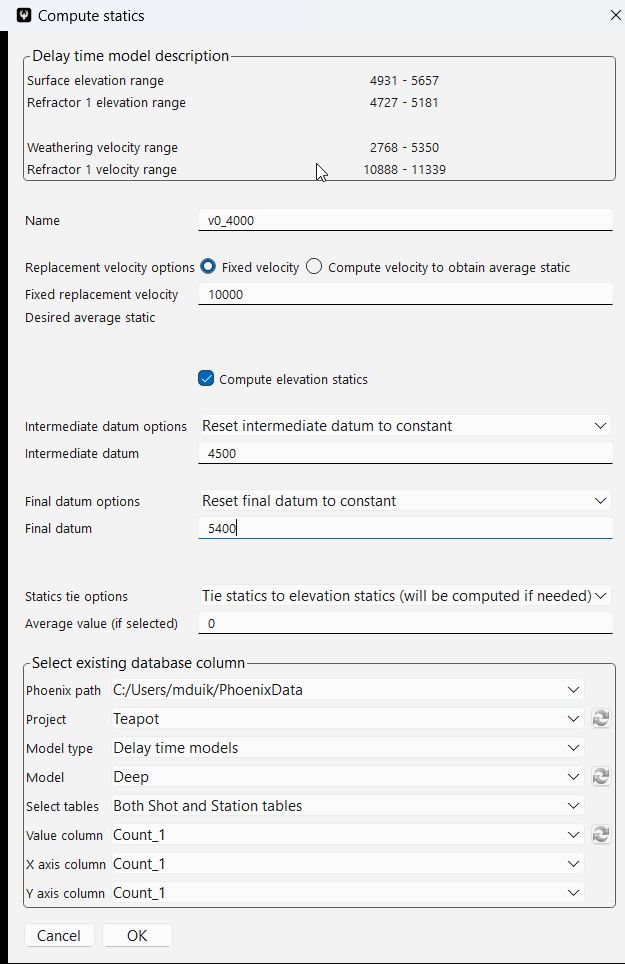 Compute statics
Delay time model description
Surface elevation range 4931 - 5657
Refractor 1 elevation range 4727 - 5181
Weathering velocity range 2768 - 5350
Refractor 1 velocity range 10888 - 11339
Name v0_4000
Replacement velocity options Fixed velocity Compute velocity to obtain average static
Fixed replacement velocity 10000
Desired average static
Compute elevation statics
Intermediate datum options Reset intermediate datum to constant
Intermediate datum 4500
Final datum options Reset final datum to constant
Final datum 5400
Statics tie options Tie statics to elevation statics (will be computed if needed)
Average value (if selected) 0
Select existing database column
Phoenix path C:/Users/mduik/PhoenixData
Project Teapot
Model type Delay time models
Model Deep
Select tables Both Shot and Station tables
Value column Count_1
X axis column Count_1
Y axis column Count_1
Cancel OK